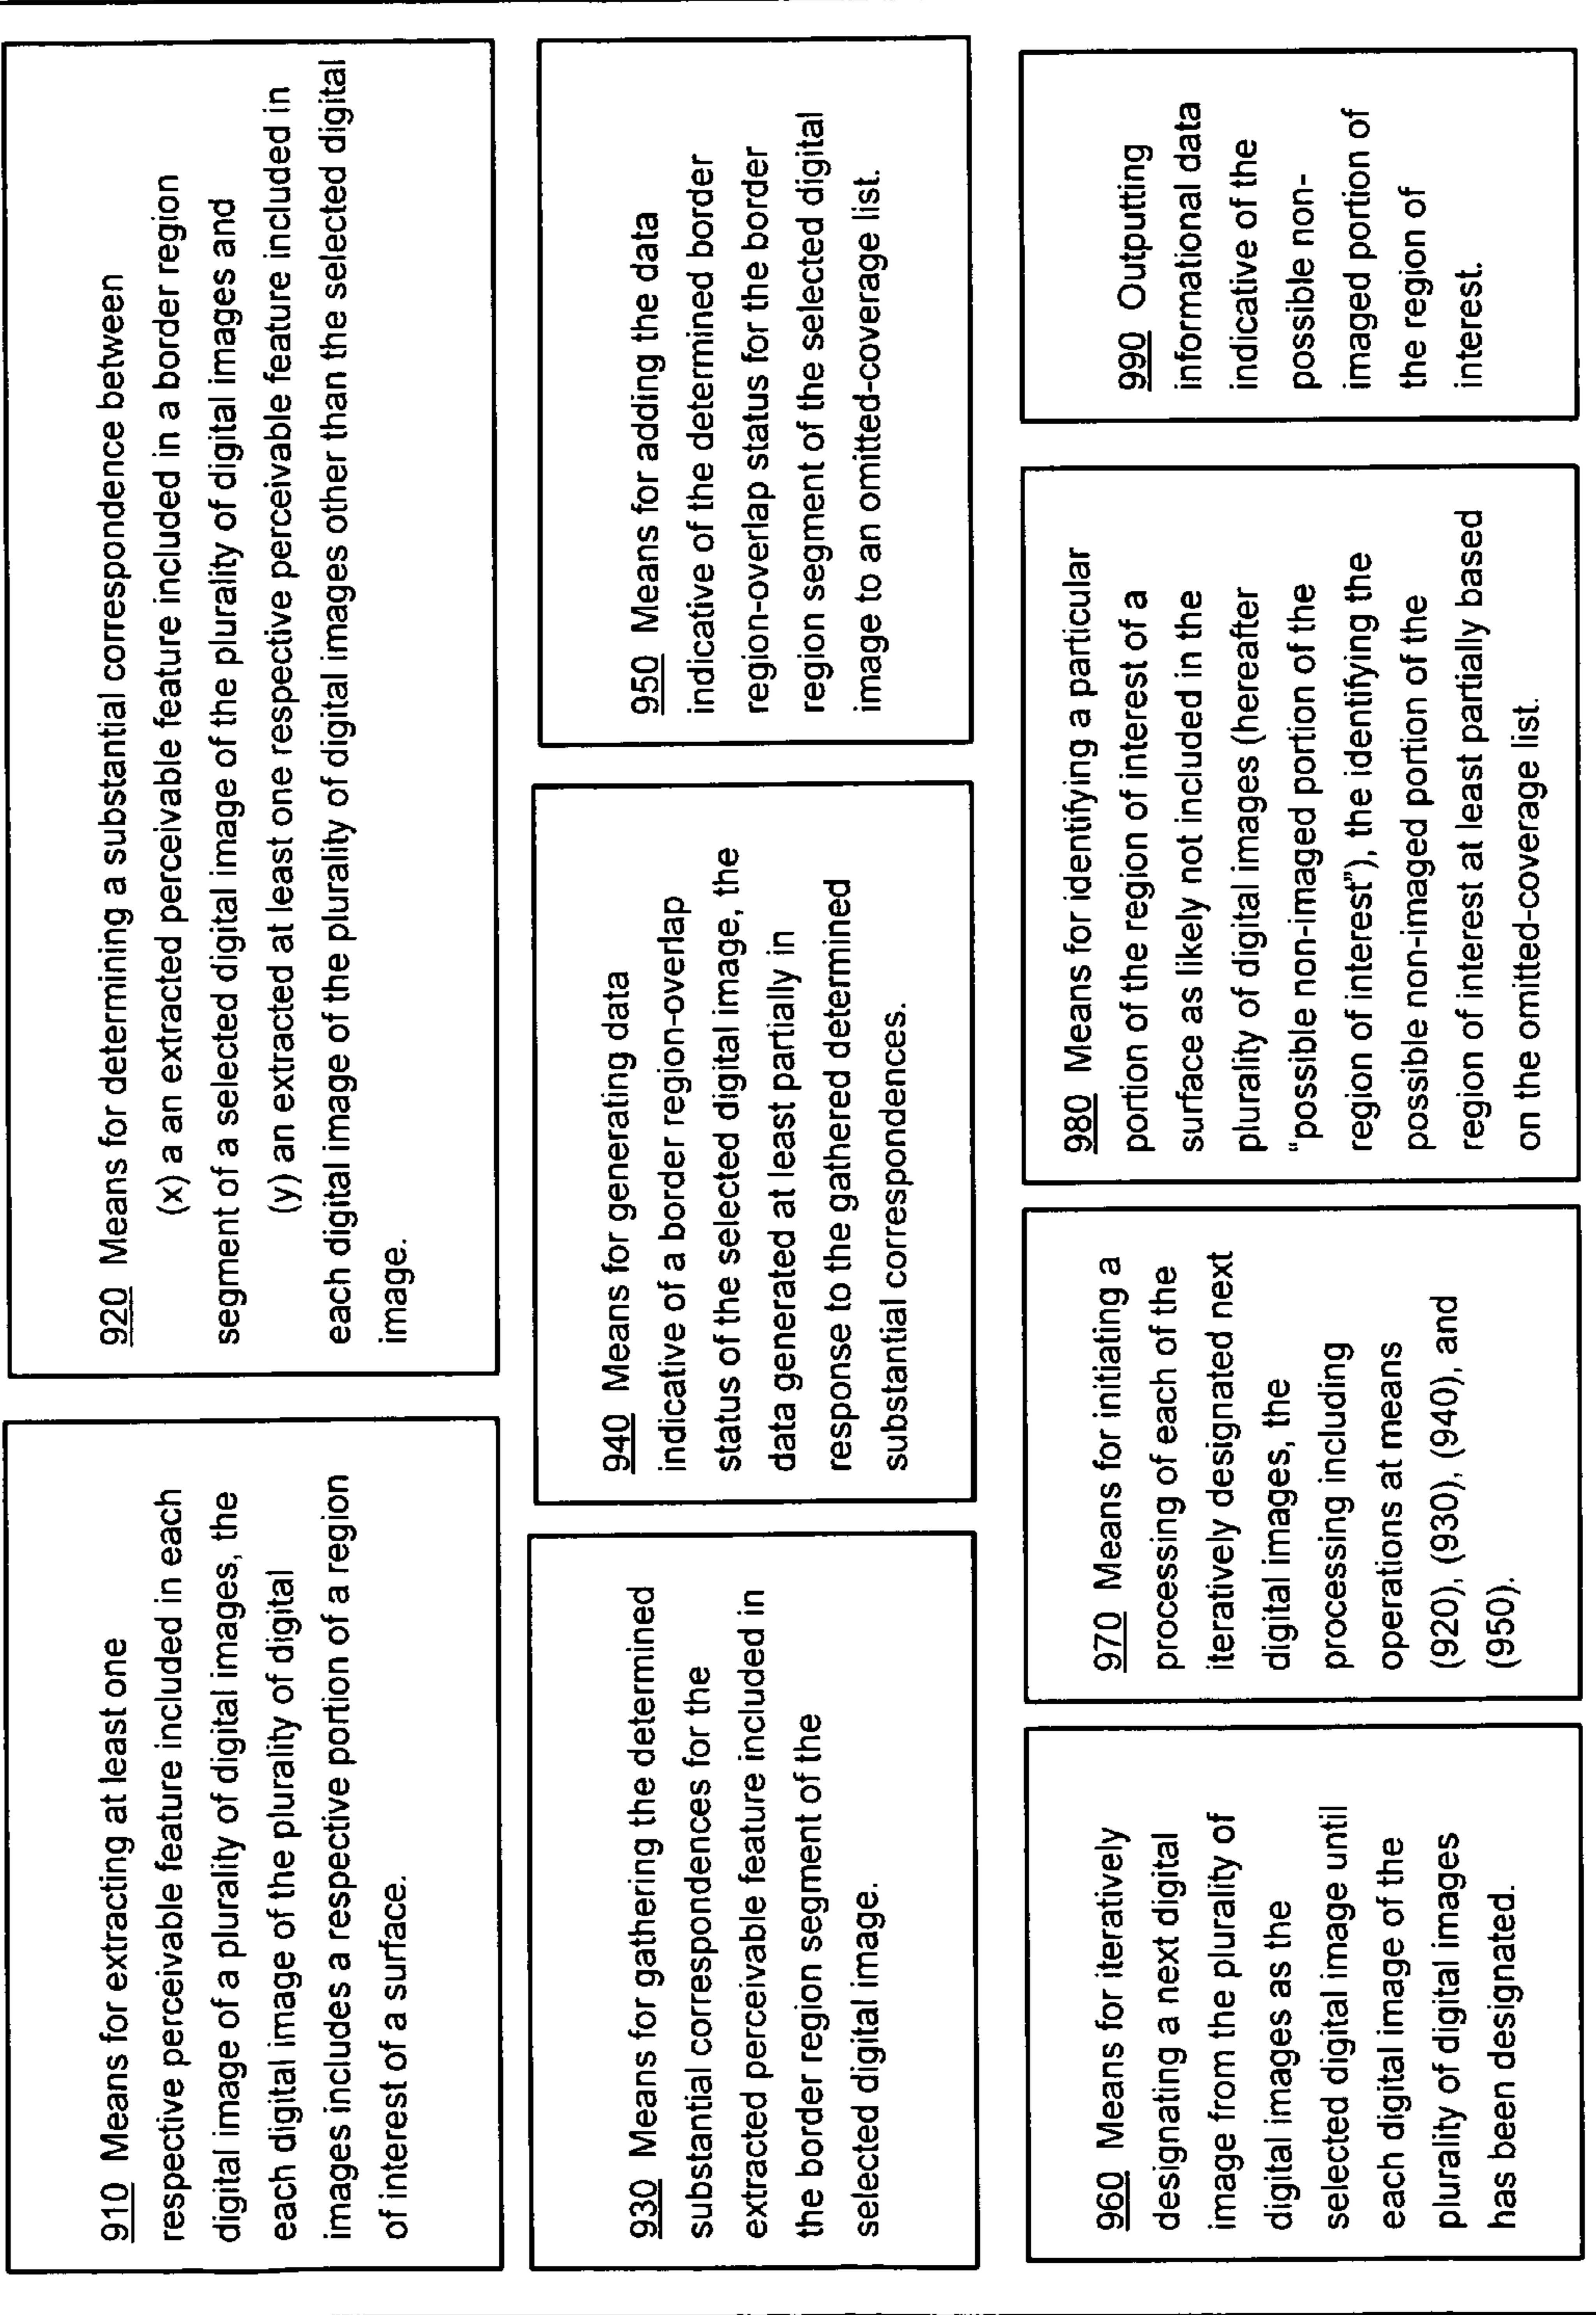 910 Means for extracting at least one
respective perceivable feature included in each
digital image of a plurality of digital images, the
each digital image of the plurality of digital
images includes a respective portion of a region
of interest of a surface.
920 Means for determining a substantial correspondence between
(x) a an extracted perceivable feature included in a border region
segment of a selected digital image of the plurality of digital images and
(y) an extracted at least one respective perceivable feature included in
each digital image of the plurality of digital images other than the selected digital
image.
930 Means for gathering the determined
substantial correspondences for the
extracted perceivable feature included in
the border region segment of the
selected digital image.
940 Means for generating data
indicative of a border region-overlap
status of the selected digital image, the
data generated at least partially in
response to the gathered determined
substantial correspondences.
950 Means for adding the data
indicative of the determined border
region-overlap status for the border
region segment of the selected digital
image to an omitted-coverage list.
960 Means for iteratively
designating a next digital
image from the plurality of
digital images as the
selected digital image until
each digital image of the
plurality of digital images
has been designated.
970 Means for initiating a
processing of each of the
iteratively designated next
digital images, the
processing including
operations at means
(920), (930), (940), and
(950).
980 Means for identifying a particular
portion of the region of interest of a
surface as likely not included in the
plurality of digital images (hereafter
“possible non-imaged portion of the
region of interest”), the identifying the
possible non-imaged portion of the
region of interest at least partially based
on the omitted-coverage list.
990 Outputting
informational data
indicative of the
possible non-
imaged portion of
the region of
interest.